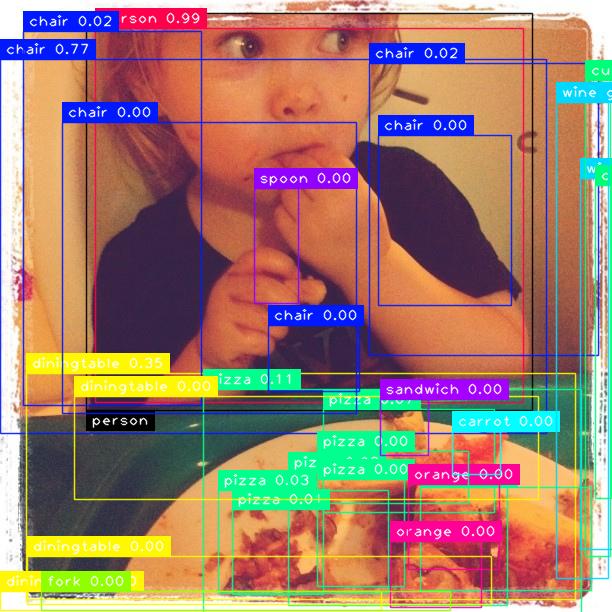 chair 0.02
rson 0.99
chair 0.77
chair 0.02
cu
wine g
chair 0.00
chair 0.00
spoon 0.00
w
c
chair 0.00
diningtable 0.35
izza 0.11
diningtable 0.00
sandwich 0.00
person
carrot 0.00
pizza 0.00
piz
pizza 0.00
orange 0.00
pizza 0.03
pizza 0.01
orange 0.00
diningtable 0.00
dinin
fork 0.00